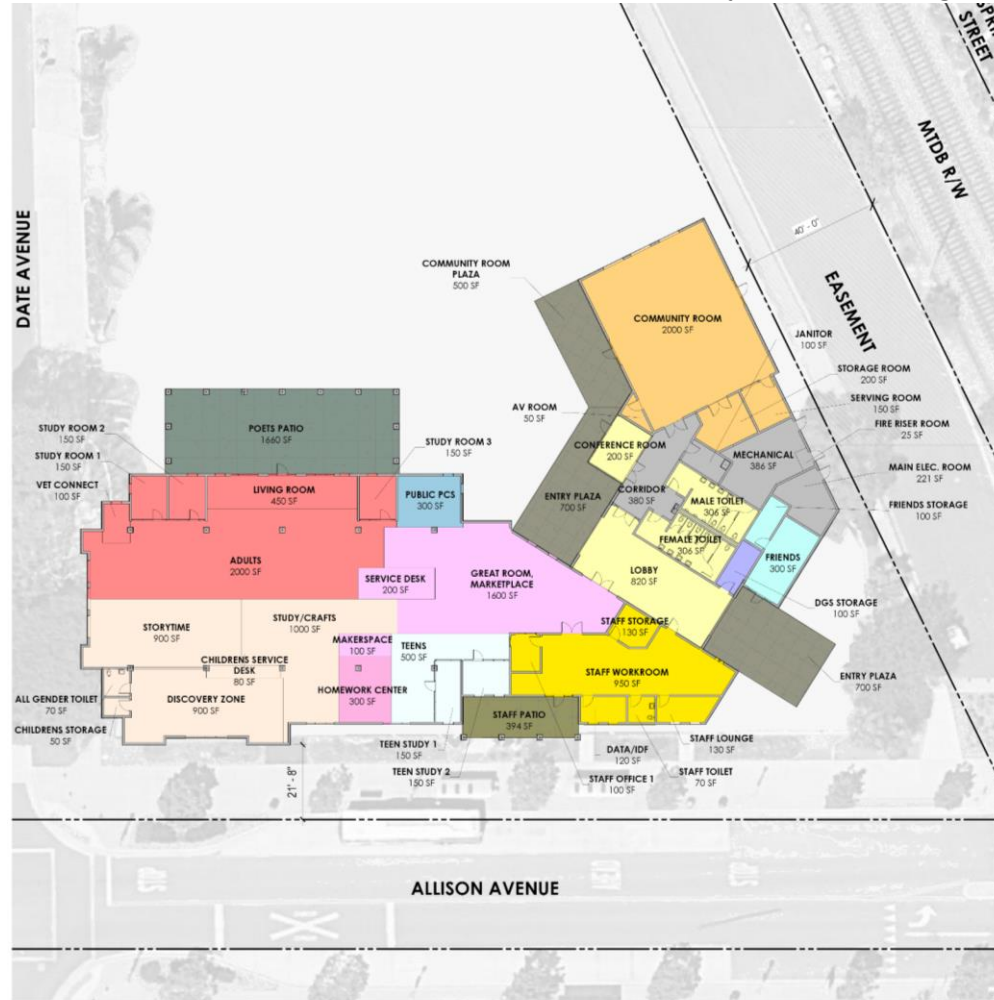 STREET
MTDB R/W
40' - 0"
EASEMENT
DATE AVENUE
COMMUNITY ROOM
PLAZA
500 SF
COMMUNITY ROOM
2000 SF
JANITOR
100 SF
STORAGE ROOM
200 SF
SERVING ROOM
150 SF
FIRE RISER ROOM
25 SF
MAIN ELEC. ROOM
221 SF
FRIENDS STORAGE
100 SF
AV ROOM
50 SF
CONFERENCE ROOM
200 SF
MECHANICAL
386 SF
CORRIDOR
380 SF
MALE TOILET
306 SF
FEMALE TOILET
306 SF
FRIENDS
300 SF
LOBBY
820 SF
DGS STORAGE
100 SF
ENTRY PLAZA
700 SF
ENTRY PLAZA
700 SF
STUDY ROOM 2
150 SF
STUDY ROOM 1
150 SF
VET CONNECT
100 SF
POETS PATIO
1660 SF
STUDY ROOM 3
150 SF
LIVING ROOM
450 SF
PUBLIC PCS
300 SF
ADULTS
2000 SF
SERVICE DESK
200 SF
GREAT ROOM,
MARKETPLACE
1600 SF
STORYTIME
900 SF
STUDY/CRAFTS
1000 SF
MAKERSPACE
100 SF
TEENS
500 SF
STAFF STORAGE
130 SF
CHILDRENS SERVICE
DESK
80 SF
DISCOVERY ZONE
900 SF
HOMEWORK CENTER
300 SF
STAFF WORKROOM
950 SF
ALL GENDER TOILET
70 SF
CHILDRENS STORAGE
50 SF
STAFF PATIO
394 SF
TEEN STUDY 1
150 SF
TEEN STUDY 2
150 SF
DATA/IDF
120 SF
STAFF OFFICE 1
100 SF
STAFF LOUNGE
130 SF
STAFF TOILET
70 SF
21' - 8"
STOP
AHEAD
STOP
ALLISON AVENUE